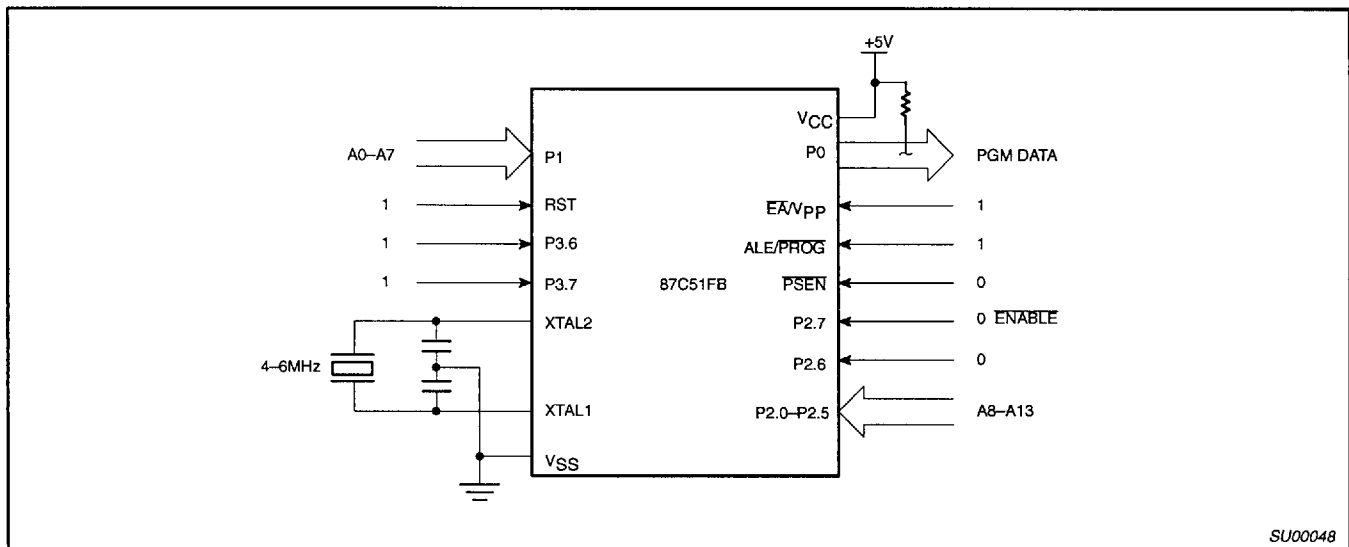 +5V
VCC
A0–A7
P1
P0
PGM DATA
1
RST
EA/VPP
1
1
P3.6
ALE/PROG
1
1
P3.7
87C51FB
PSEN
0
XTAL2
P2.7
0 ENABLE
4–6MHz
P2.6
0
XTAL1
P2.0–P2.5
A8–A13
VSS
SU00048